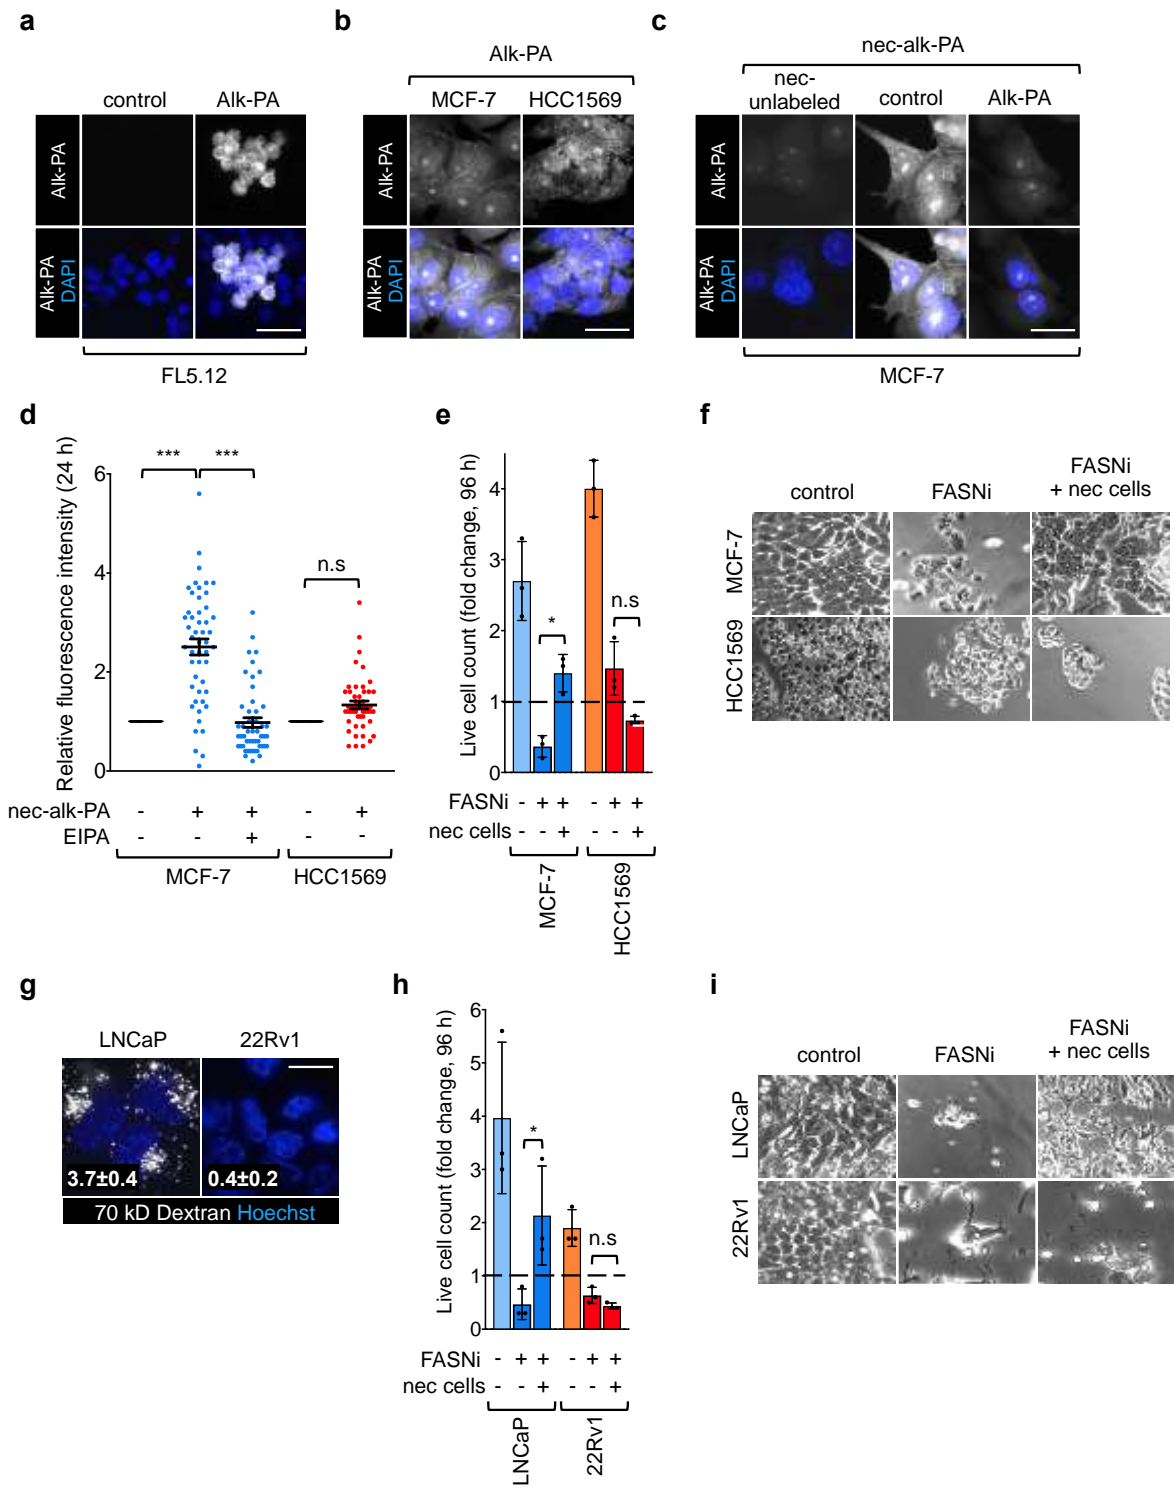 a
control
Alk-PA
Alk-PA
Alk-PA
DAPI
FL5.12
b
Alk-PA
MCF-7
HCC1569
Alk-PA
Alk-PA
DAPI
c
nec-alk-PA
nec-
unlabeled
control
Alk-PA
Alk-PA
Alk-PA
DAPI
MCF-7
d
Relative fluorescence intensity (24 h)
6
4
2
0
***
***
n.s
nec-alk-PA - + + - +
EIPA - - + - -
MCF-7
HCC1569
e
Live cell count (fold change, 96 h)
4
3
2
1
0
*
n.s
FASNi - + + - + +
nec cells - - + - - +
MCF-7
HCC1569
f
control
FASNi
FASNi
+ nec cells
MCF-7
HCC1569
g
LNCaP
22Rv1
3.7±0.4
0.4±0.2
70 kD Dextran Hoechst
h
Live cell count (fold change, 96 h)
6
5
4
3
2
1
0
*
n.s
FASNi - + + - + +
nec cells - - + - - +
LNCaP
22Rv1
i
control
FASNi
FASNi
+ nec cells
LNCaP
22Rv1